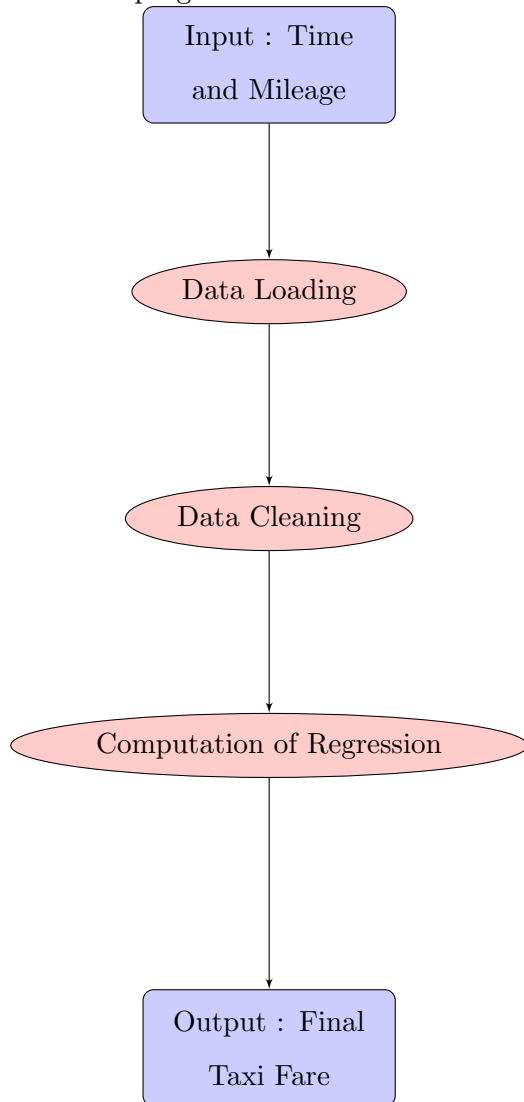 Input : Time
and Mileage
Data Loading
Data Cleaning
Computation of Regression
Output : Final
Taxi Fare